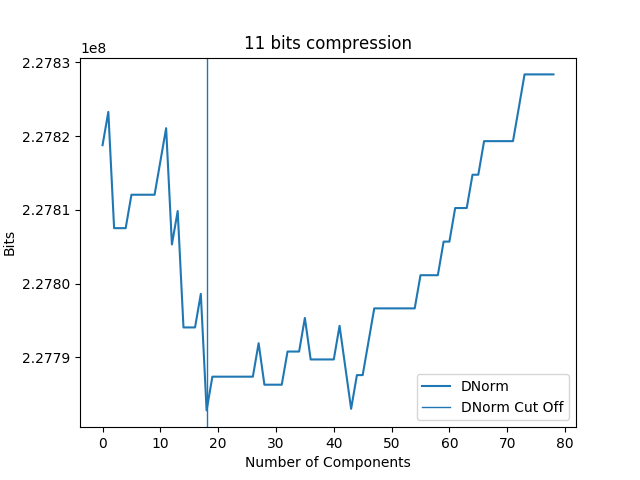 11 bits compression
1e8
2.2783
2.2782
2.2781
2.2780
2.2779
Bits
0 10 20 30 40 50 60 70 80
Number of Components
DNorm
DNorm Cut Off